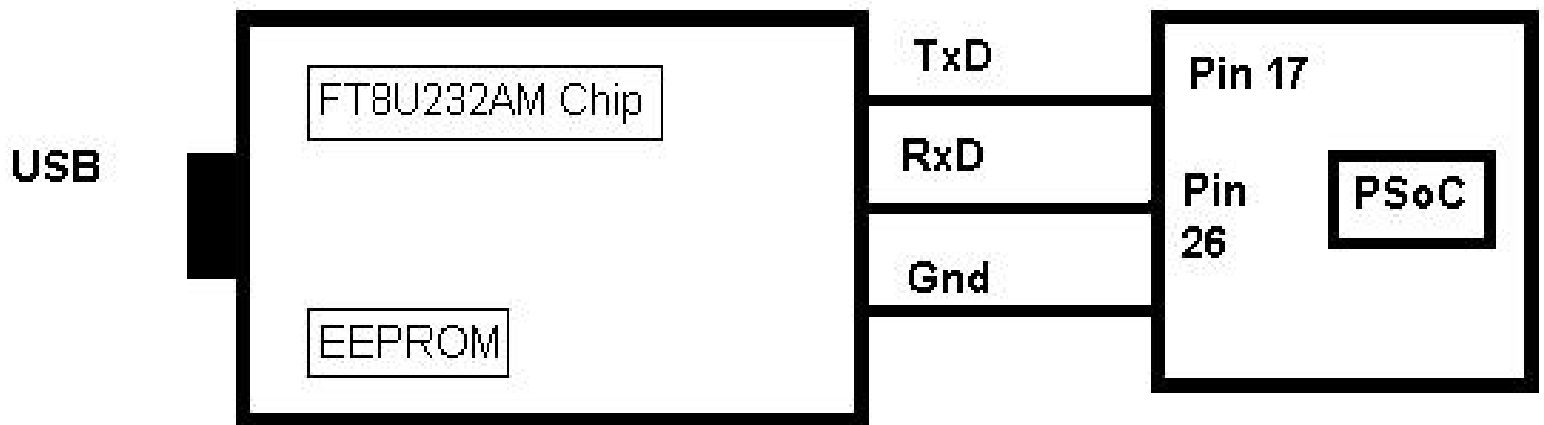 USB
FT8U232AM Chip
EEPROM
TxD
RxD
Gnd
Pin 17
Pin
26
PSoC